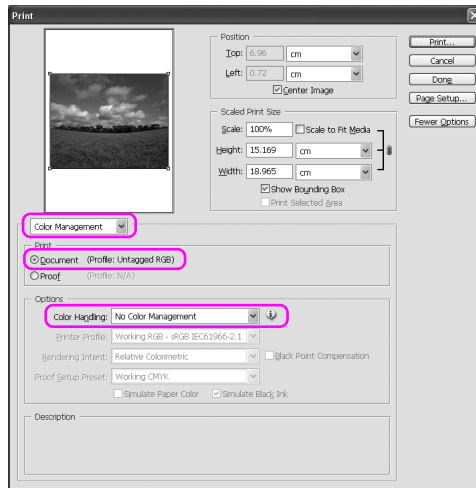 Print
Position
Top: 6.96 cm
Left: 0.72 cm
Center Image
Print...
Cancel
Done
Page Setup...
Fewer Options
Scaled Print Size
Scale: 100% Scale to Fit Media
Height: 15.169 cm
Width: 18.965 cm
Show Bounding Box
Print Selected Area
Color Management
Print
Document (Profile: Untagged RGB)
Proof (Profile: N/A)
Options
Color Handling: No Color Management
Printer Profile: Working RGB - sRGB IEC61966-2.1
Rendering Intent: Relative Colorimetric Black Point Compensation
Proof Setup Preset: Working CMYK
Simulate Paper Color Simulate Black Ink
Description